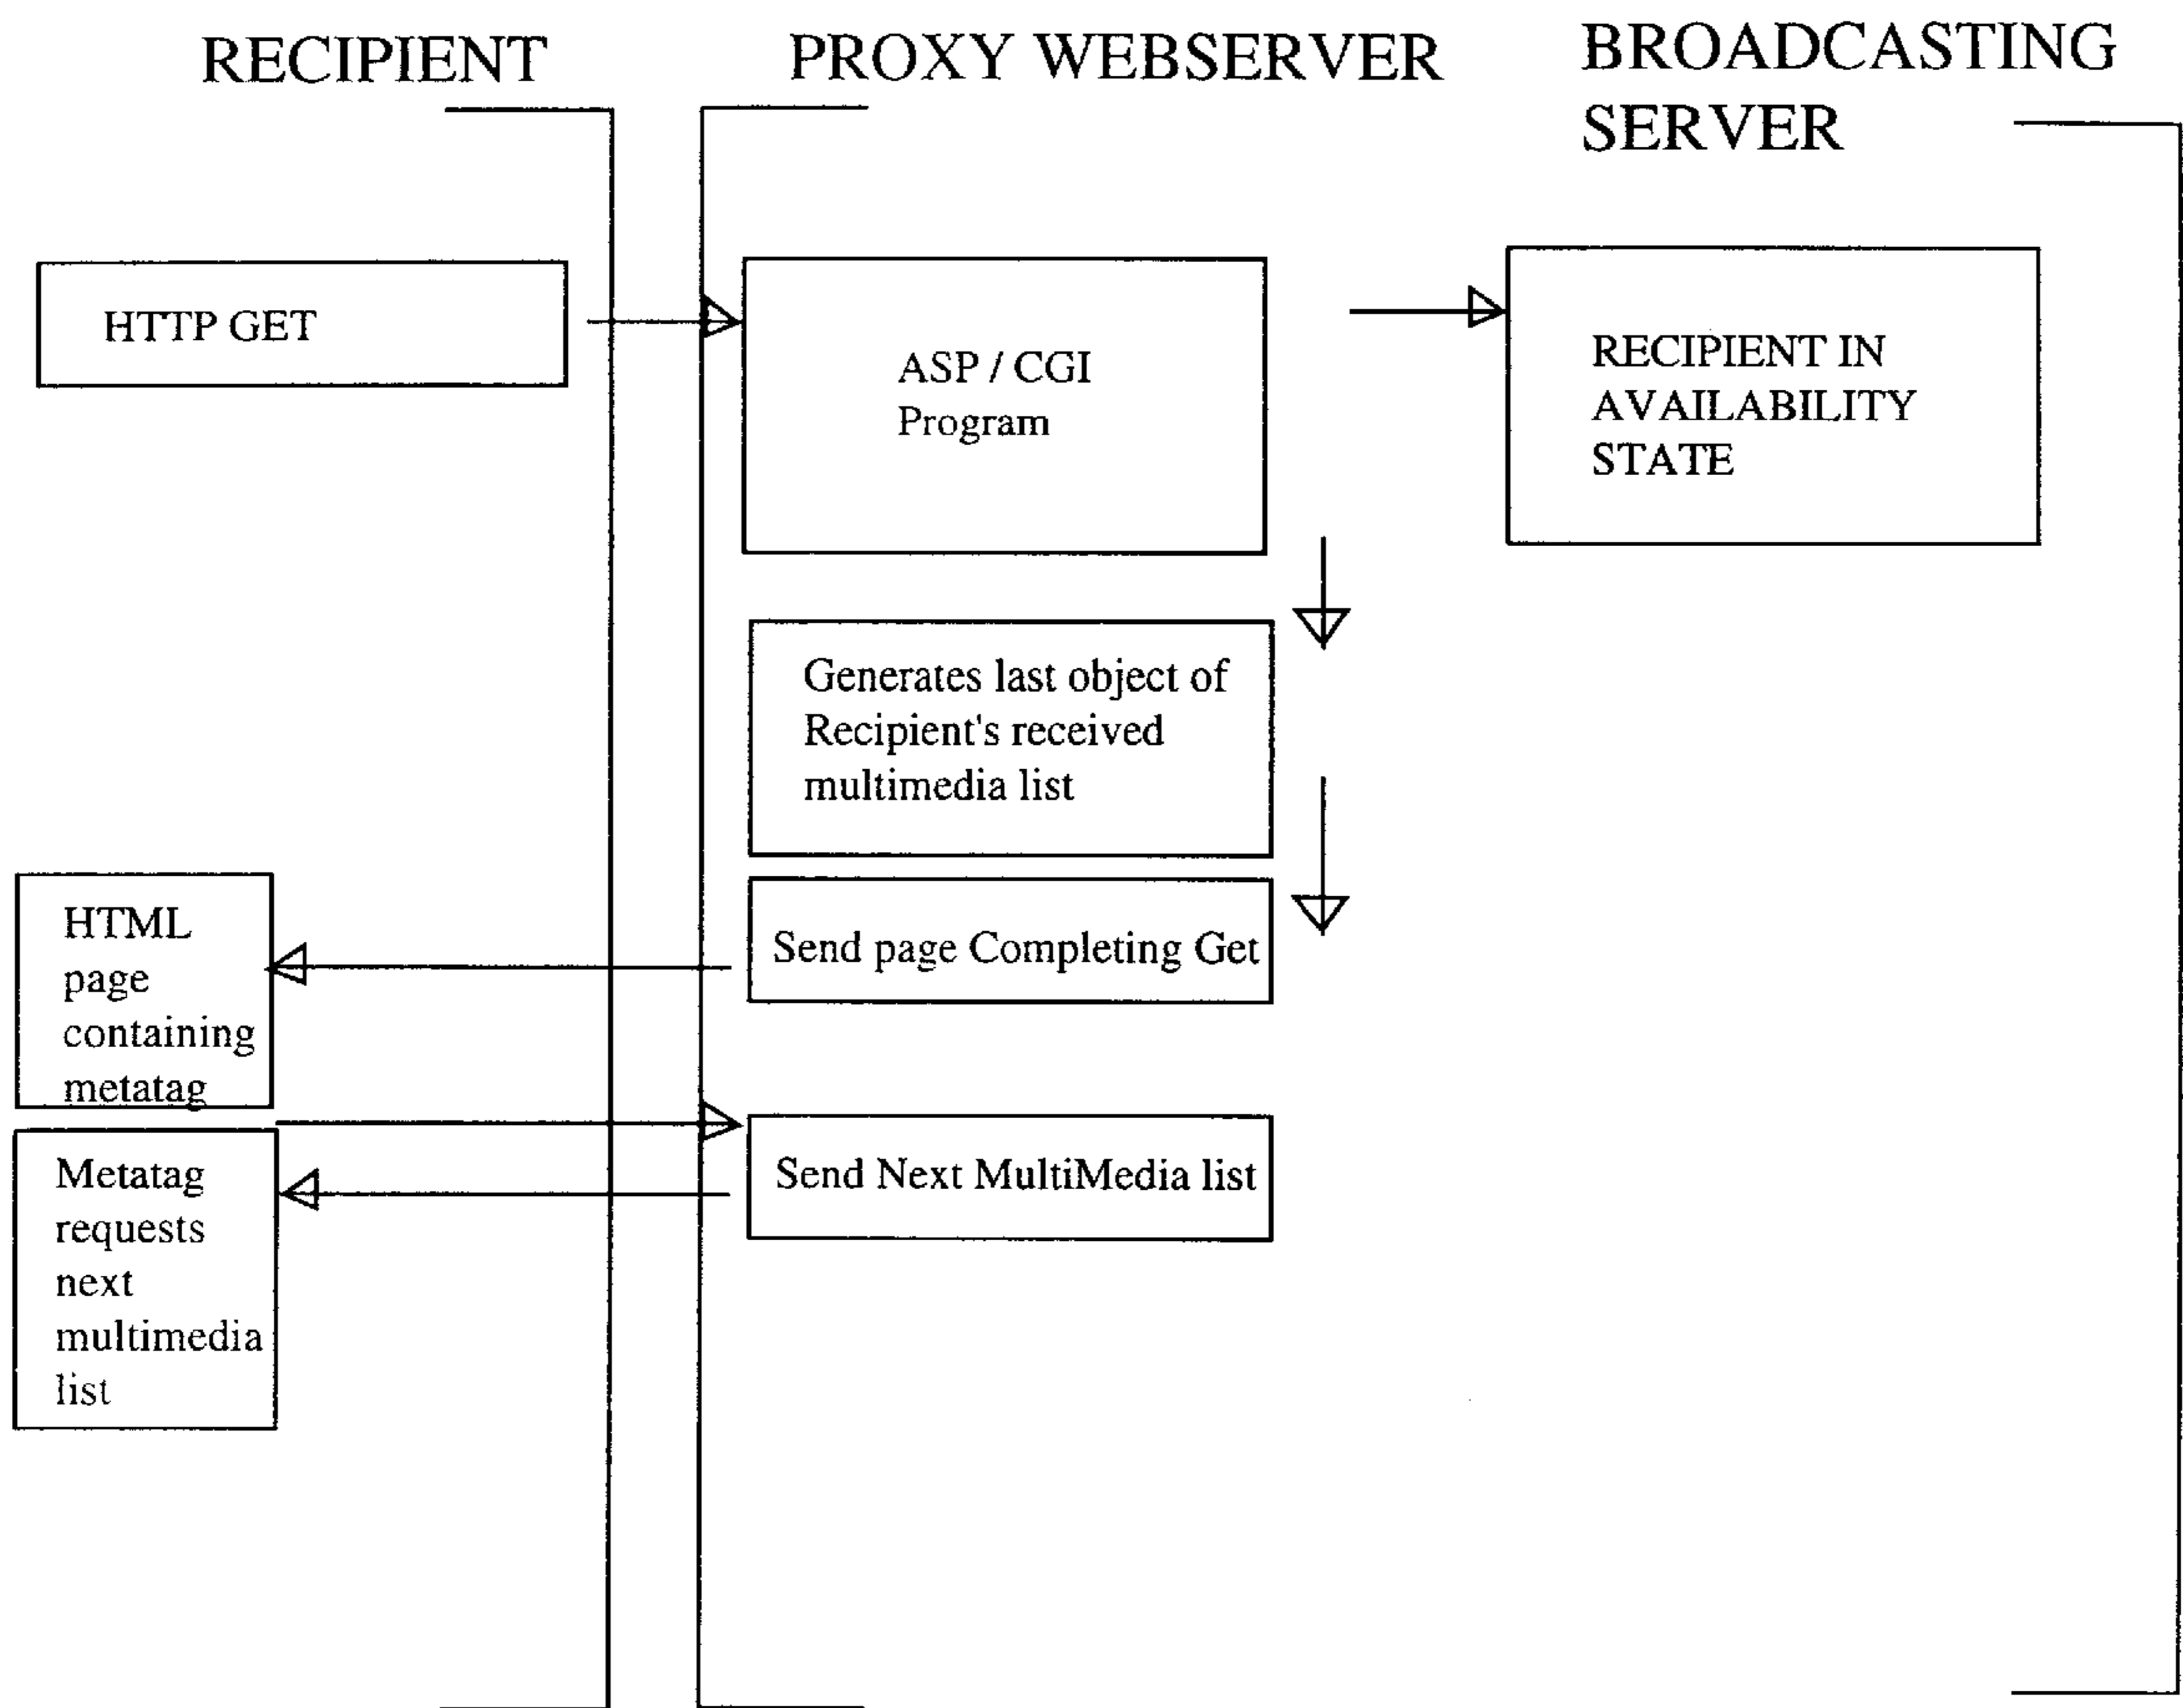 RECIPIENT
PROXY WEBSERVER
BROADCASTING
SERVER
HTTP GET
ASP / CGI
Program
RECIPIENT IN
AVAILABILITY
STATE
Generates last object of
Recipient's received
multimedia list
HTML
page
containing
metatag
Send page Completing Get
Metatag
requests
next
multimedia
list
Send Next MultiMedia list